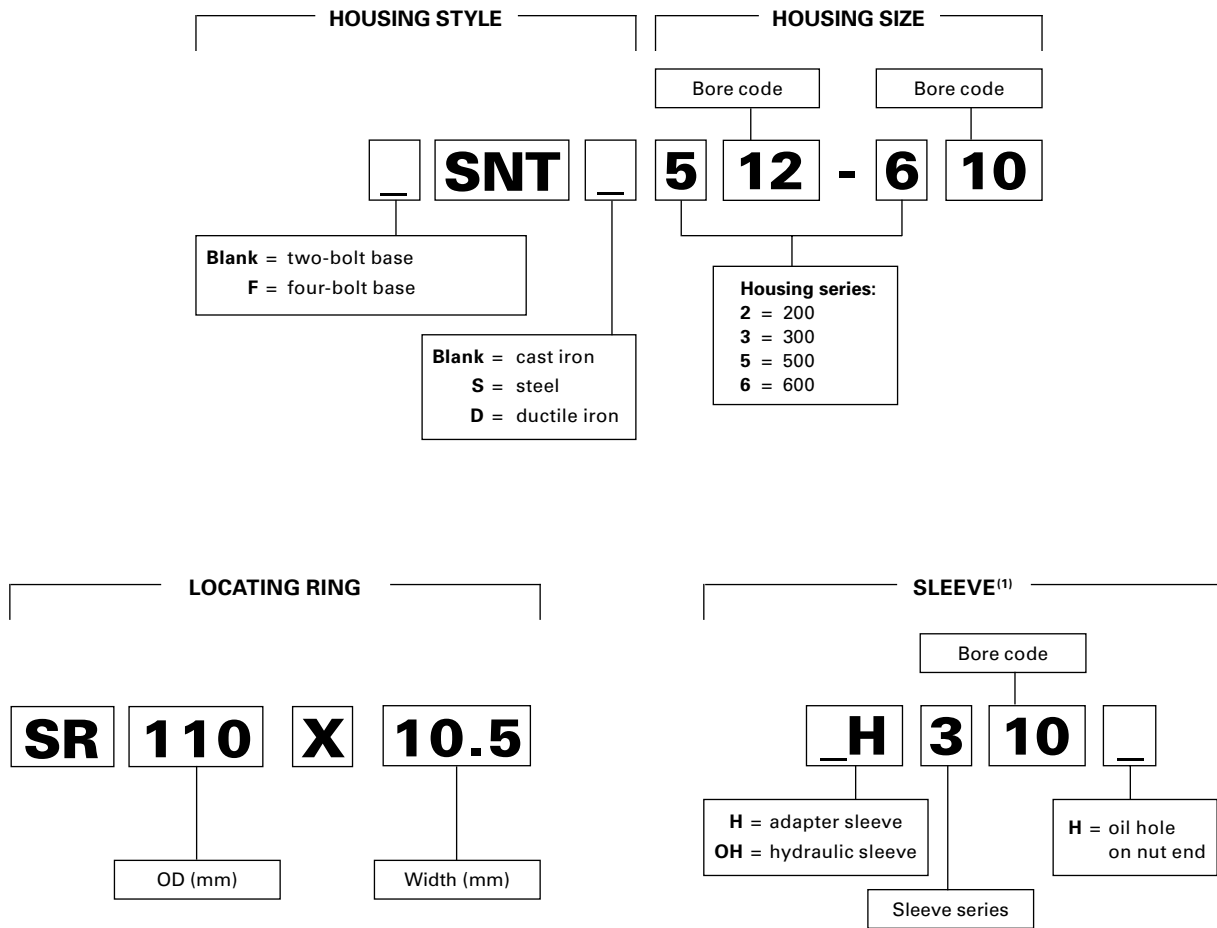 HOUSING STYLE
HOUSING SIZE
Bore code
Bore code
_ SNT _ 5 12 - 6 10
Blank = two-bolt base
F = four-bolt base
Housing series:
2 = 200
3 = 300
5 = 500
6 = 600
Blank = cast iron
S = steel
D = ductile iron
LOCATING RING
SR 110 X 10.5
OD (mm)
Width (mm)
SLEEVE(1)
Bore code
_H 3 10 _
H = adapter sleeve
OH = hydraulic sleeve
H = oil hole
on nut end
Sleeve series